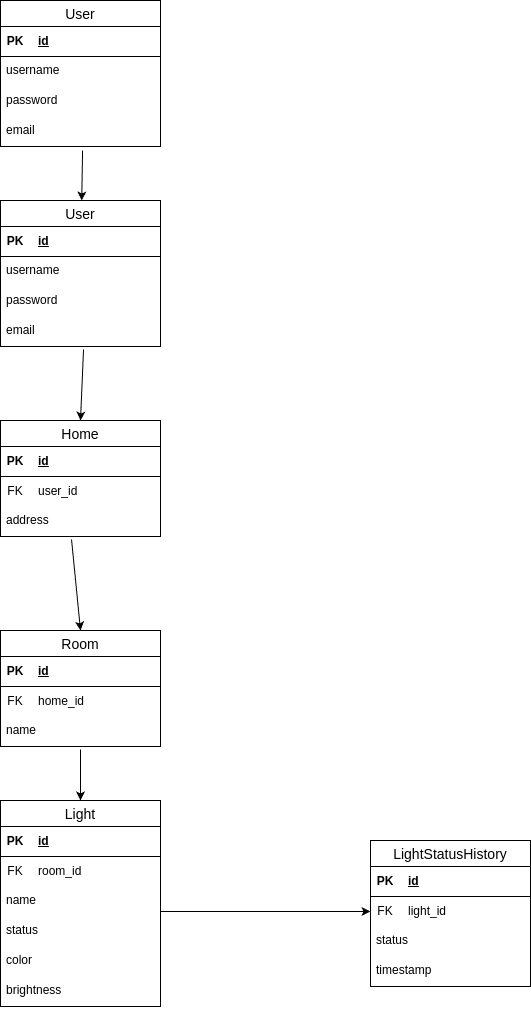 User
PK id
username
password
email
User
PK id
username
password
email
Home
PK id
FK user_id
address
Room
PK id
FK home_id
name
Light
PK id
FK room_id
name
status
color
brightness
LightStatusHistory
PK id
FK light_id
status
timestamp